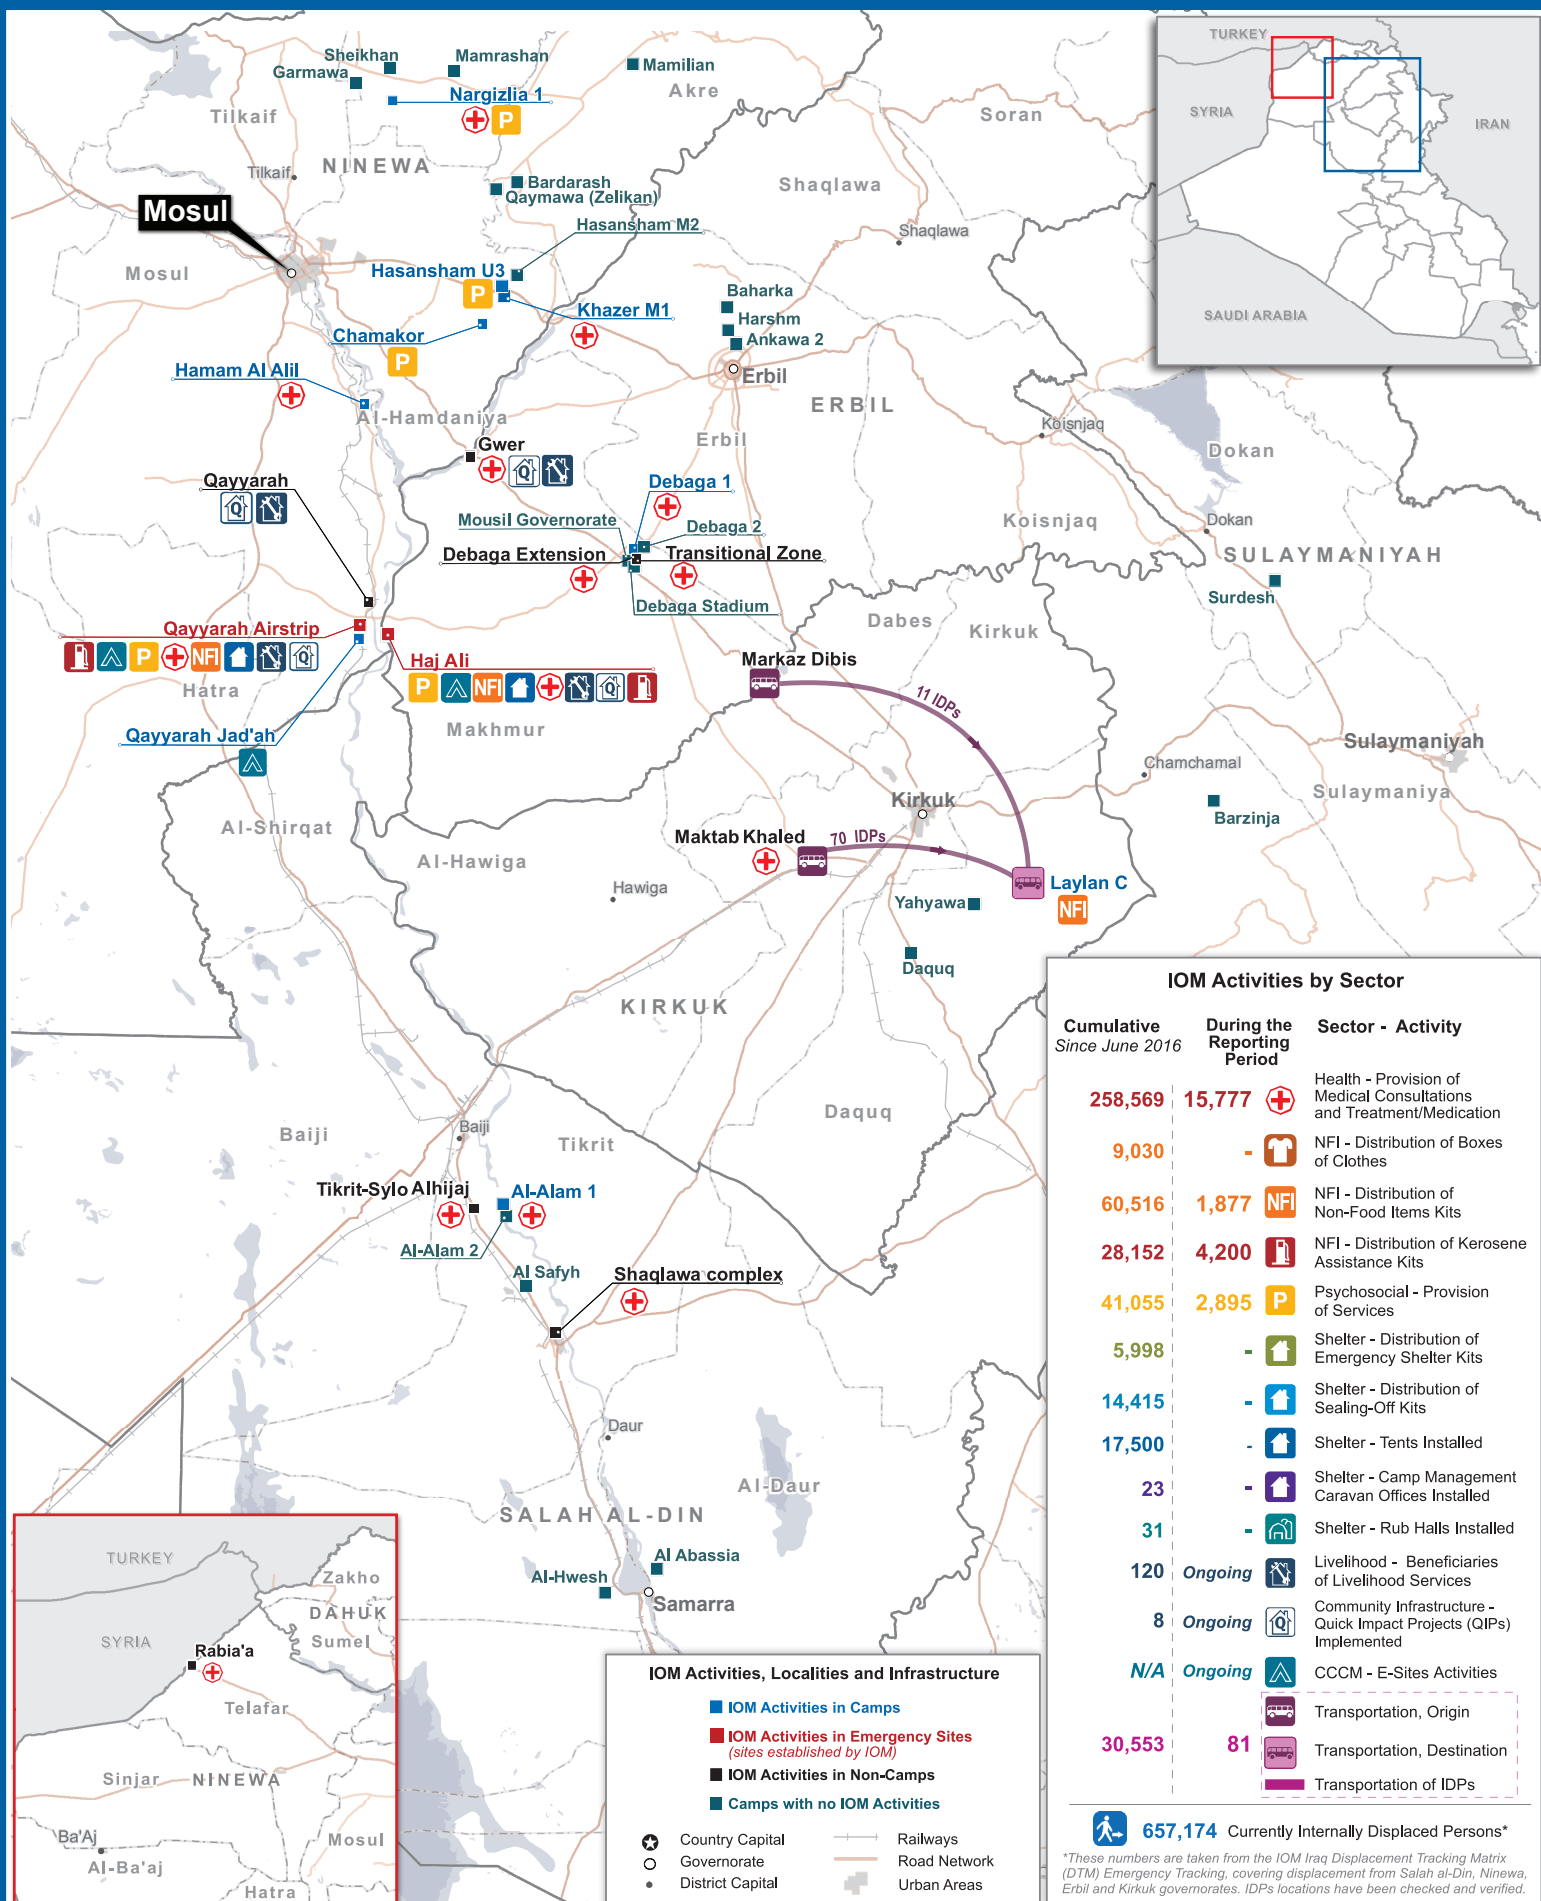 Sheikhan
Mamrashan
Mamilian
Garmawa
Akre
Nargizlia 1
P
Tilkaif
Soran
NINEWA
Tilkaif
Bardarash
Qaymawa (Zelikan)
Shaqlawa
Mosul
Hasansham M2
Shaqlawa
Mosul
Hasansham U3
P
Khazer M1
Baharka
Harshm
Ankawa 2
Chamakor
P
Hamam Al Alil
Erbil
ERBIL
Al-Hamdaniya
Koisnjaq
Gwer
Q
Erbil
Dokan
Qayyarah
Q
Debaga 1
Mousil Governorate
Debaga 2
Koisnjaq
Dokan
Debaga Extension
Transitional Zone
SULAYMANIYAH
Surdesh
Debaga Stadium
Dabes
Kirkuk
Qayyarah Airstrip
P
NFI
Q
Haj Ali
P
NFI
Q
Markaz Dibis
11 IDPs
Hatra
Makhmur
Qayyarah Jad'ah
Sulaymaniyah
Chamchamal
Sulaymaniya
Kirkuk
Barzinja
Al-Shirqat
Maktab Khaled
70 IDPs
Al-Hawiga
Hawiga
Laylan C
NFI
Yahyawa
Daquq
KIRKUK
Daquq
Baiji
Baiji
Tikrit
Tikrit-Sylo Alhijaj
Al-Alam 1
Al-Alam 2
Al Safyh
Shaqlawa complex
Daur
Al-Daur
SALAH AL-DIN
Al Abassia
Al-Hwesh
Samarra
TURKEY
SYRIA
IRAN
SAUDI ARABIA
TURKEY
Zakho
DAHUK
SYRIA
Sumel
Rabia'a
Telafar
Sinjar
NINEWA
Ba'Aj
Mosul
Al-Ba'aj
Hatra
IOM Activities, Localities and Infrastructure
IOM Activities in Camps
IOM Activities in Emergency Sites
(sites established by IOM)
IOM Activities in Non-Camps
Camps with no IOM Activities
Country Capital
Railways
Governorate
Road Network
District Capital
Urban Areas
IOM Activities by Sector
Cumulative
Since June 2016
During the
Reporting
Period
Sector - Activity
258,569
15,777
Health - Provision of
Medical Consultations
and Treatment/Medication
9,030
-
NFI - Distribution of Boxes
of Clothes
60,516
1,877
NFI
NFI - Distribution of
Non-Food Items Kits
28,152
4,200
NFI - Distribution of Kerosene
Assistance Kits
41,055
2,895
P
Psychosocial - Provision
of Services
5,998
-
Shelter - Distribution of
Emergency Shelter Kits
14,415
-
Shelter - Distribution of
Sealing-Off Kits
17,500
-
Shelter - Tents Installed
23
-
Shelter - Camp Management
Caravan Offices Installed
31
-
Shelter - Rub Halls Installed
120
Ongoing
Livelihood - Beneficiaries
of Livelihood Services
8
Ongoing
Q
Community Infrastructure -
Quick Impact Projects (QIPs)
Implemented
N/A
Ongoing
CCCM - E-Sites Activities
Transportation, Origin
30,553
81
Transportation, Destination
Transportation of IDPs
657,174 Currently Internally Displaced Persons*
*These numbers are taken from the IOM Iraq Displacement Tracking Matrix
(DTM) Emergency Tracking, covering displacement from Salah al-Din, Ninewa,
Erbil and Kirkuk governorates. IDPs locations have been checked and verified.